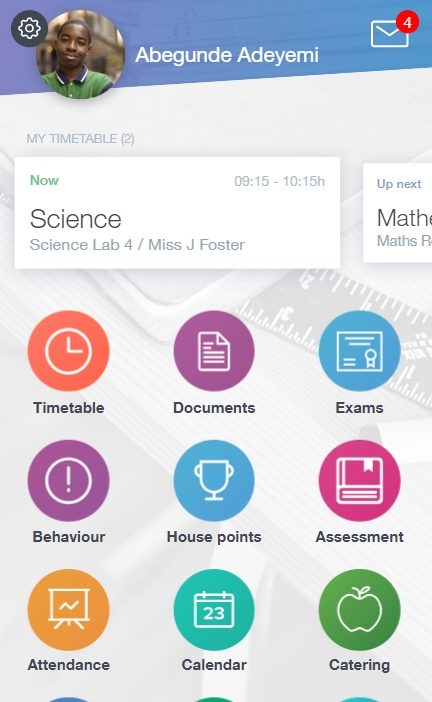 4
Abegunde Adeyemi
MY TIMETABLE (2)
Now 09:15 - 10:15h
Science
Science Lab 4 / Miss J Foster
Up next
Maths
Timetable Documents Exams
Behaviour House points Assessment
23
Attendance Calendar Catering